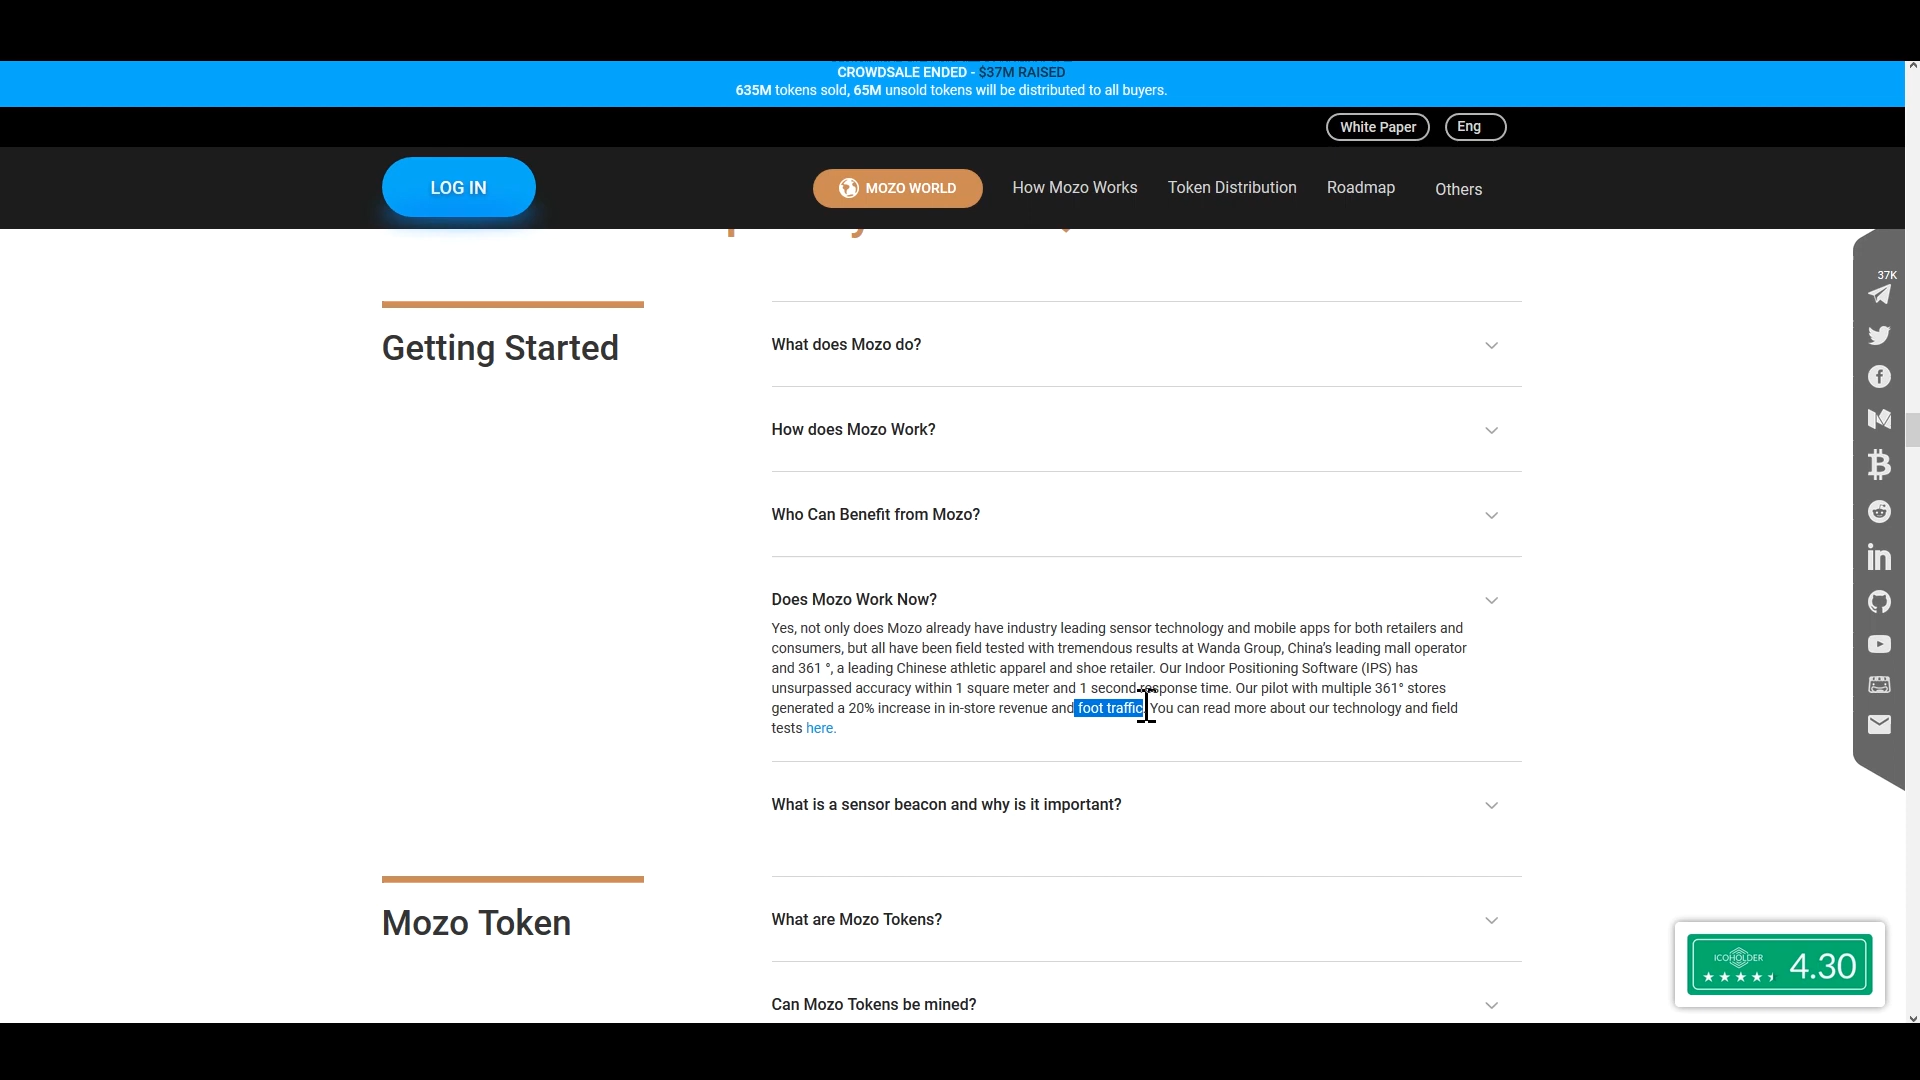 CROWDSALE ENDED - $37M RAISED
635M tokens sold, 65M unsold tokens will be distributed to all buyers.
White Paper
Eng
LOG IN
MOZO WORLD
How Mozo Works
Token Distribution
Roadmap
Others
37K
Getting Started
What does Mozo do?
How does Mozo Work?
Who Can Benefit from Mozo?
Does Mozo Work Now?
Yes, not only does Mozo already have industry leading sensor technology and mobile apps for both retailers and
consumers, but all have been field tested with tremendous results at Wanda Group, China's leading mall operator
and 361 °, a leading Chinese athletic apparel and shoe retailer. Our Indoor Positioning Software (IPS) has
unsurpassed accuracy within 1 square meter and 1 second response time. Our pilot with multiple 361° stores
generated a 20% increase in in-store revenue and foot traffic. You can read more about our technology and field
tests here.
What is a sensor beacon and why is it important?
Mozo Token
What are Mozo Tokens?
Can Mozo Tokens be mined?
ICOHOLDER
4.30